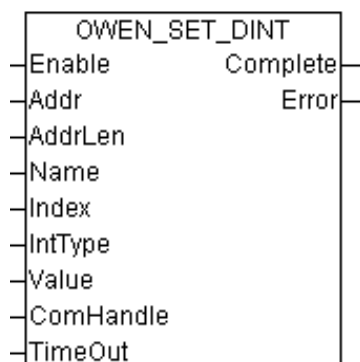 OWEN_SET_DINT
Enable Complete
Addr Error
AddrLen
Name
Index
IntType
Value
ComHandle
TimeOut